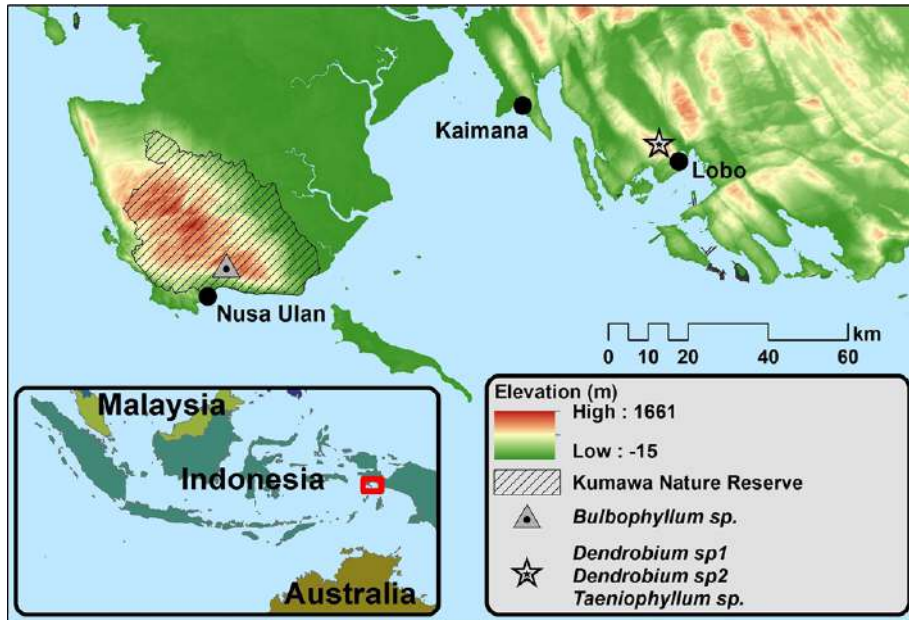 Kaimana
Lobo
Nusa Ulan
km
0 10 20 40 60
Malaysia
Indonesia
Australia
Elevation (m)
High : 1661
Low : -15
Kumawa Nature Reserve
Bulbophyllum sp.
Dendrobium sp1
Dendrobium sp2
Taeniophyllum sp.